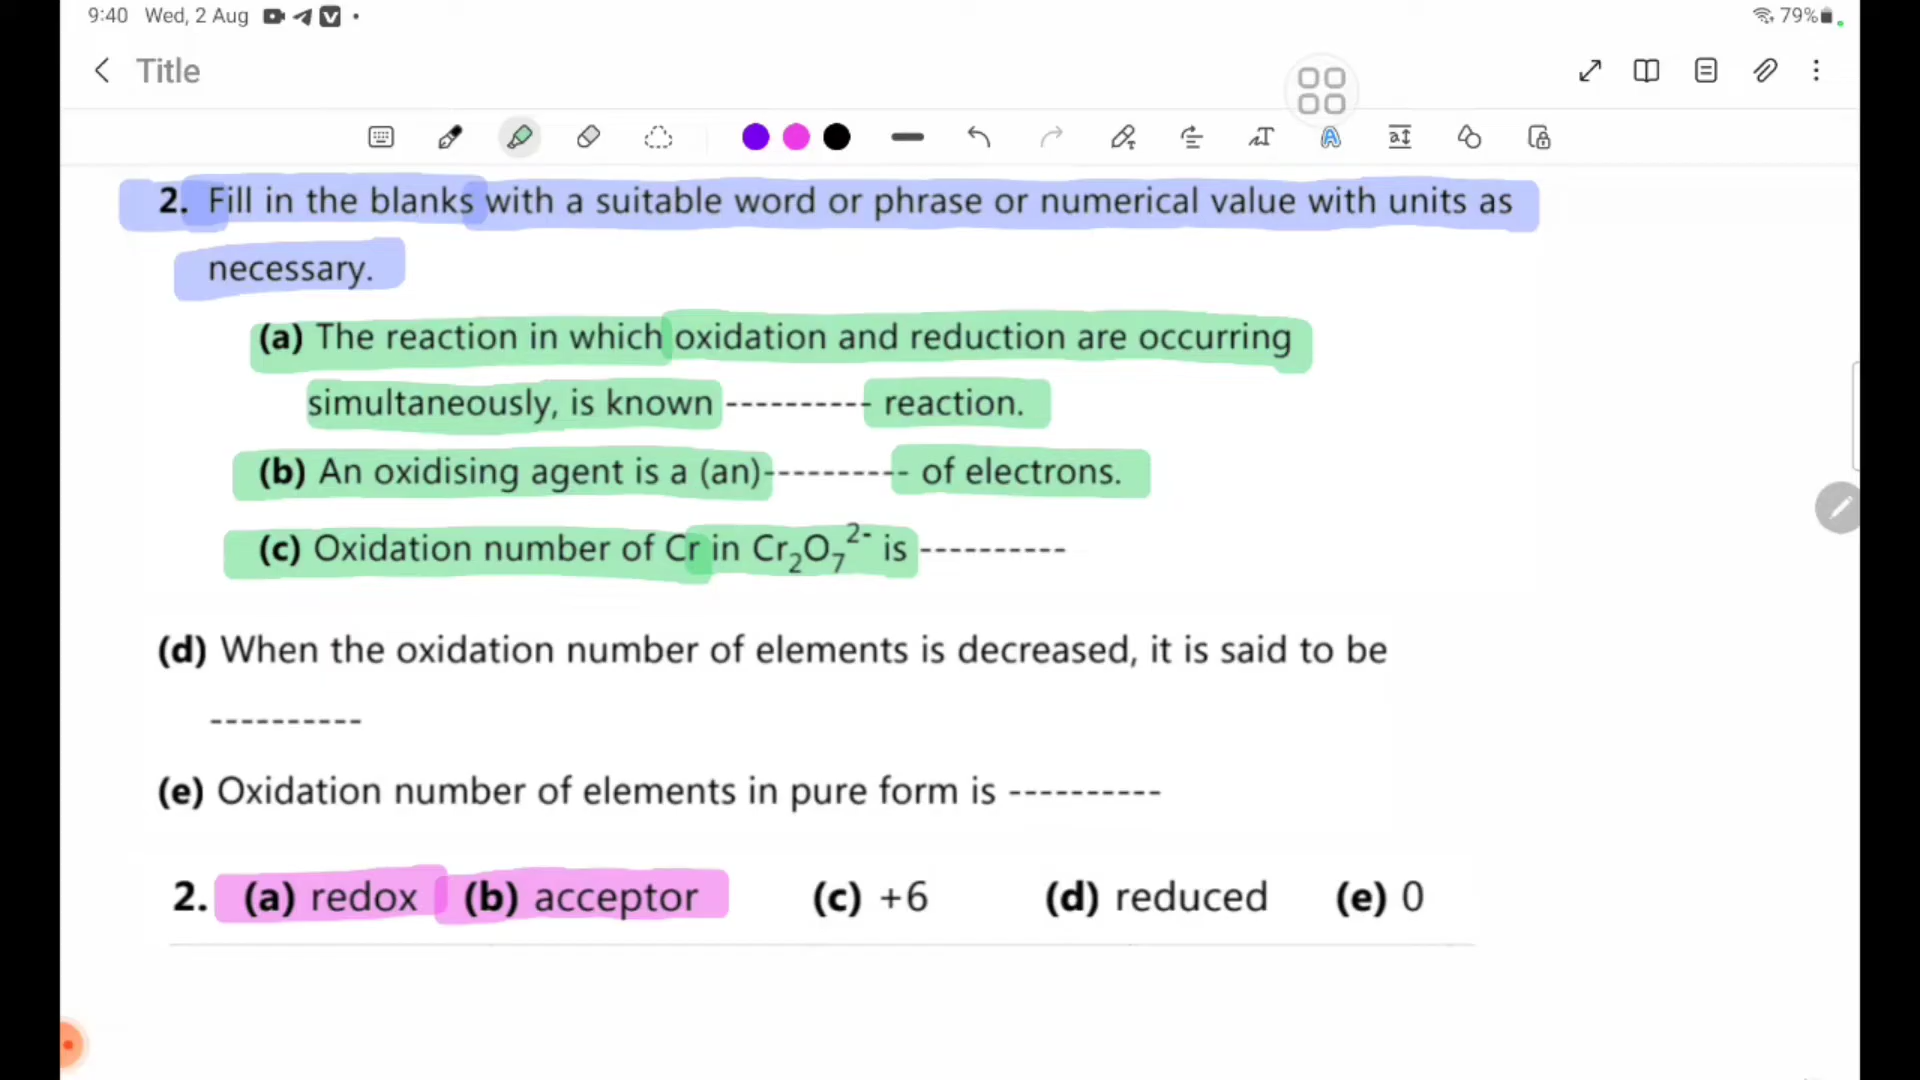 9:40 Wed, 2 Aug
79%
Title
2. Fill in the blanks with a suitable word or phrase or numerical value with units as
necessary.
(a) The reaction in which oxidation and reduction are occurring
simultaneously, is known ---------- reaction.
(b) An oxidising agent is a (an)---------- of electrons.
(c) Oxidation number of Cr in Cr₂O₇²⁻ is ----------
(d) When the oxidation number of elements is decreased, it is said to be
----------
(e) Oxidation number of elements in pure form is ----------
2. (a) redox (b) acceptor (c) +6 (d) reduced (e) 0